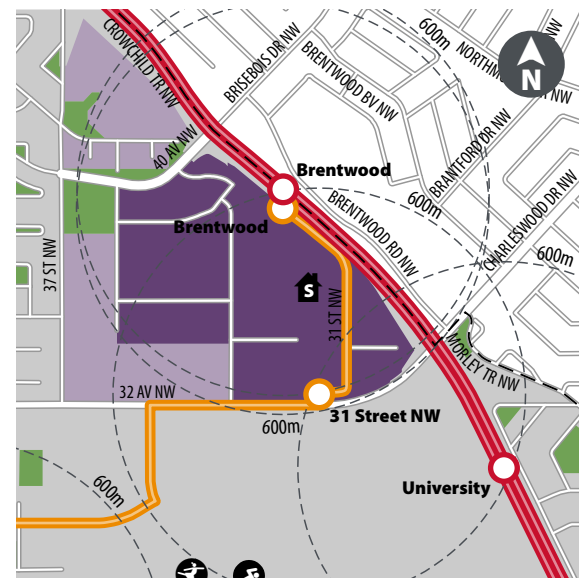 600m
NORTHM
H NW
N
CROWCHILD TR NW
BRISEBOIS DR NW
BRENTWOOD BV NW
BRANTFORD DR NW
40 AV NW
Brentwood
Brentwood
BRENTWOOD RD NW
600m
CHARLESWOOD DR NW
600m
37 ST NW
S
31 ST NW
MORLEY TR NW
32 AV NW
31 Street NW
600m
600m
University